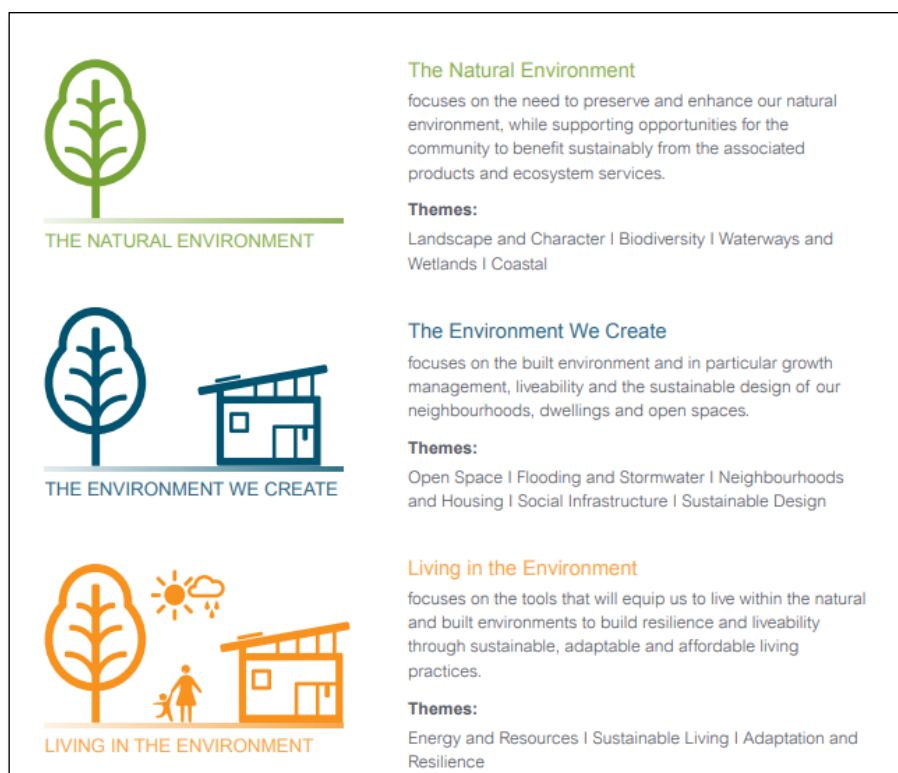 The Natural Environment
focuses on the need to preserve and enhance our natural
environment, while supporting opportunities for the
community to benefit sustainably from the associated
products and ecosystem services.
Themes:
Landscape and Character I Biodiversity I Waterways and
Wetlands I Coastal
THE NATURAL ENVIRONMENT
The Environment We Create
focuses on the built environment and in particular growth
management, liveability and the sustainable design of our
neighbourhoods, dwellings and open spaces.
Themes:
Open Space I Flooding and Stormwater I Neighbourhoods
and Housing I Social Infrastructure I Sustainable Design
THE ENVIRONMENT WE CREATE
Living in the Environment
focuses on the tools that will equip us to live within the natural
and built environments to build resilience and liveability
through sustainable, adaptable and affordable living
practices.
Themes:
Energy and Resources I Sustainable Living I Adaptation and
Resilience
LIVING IN THE ENVIRONMENT